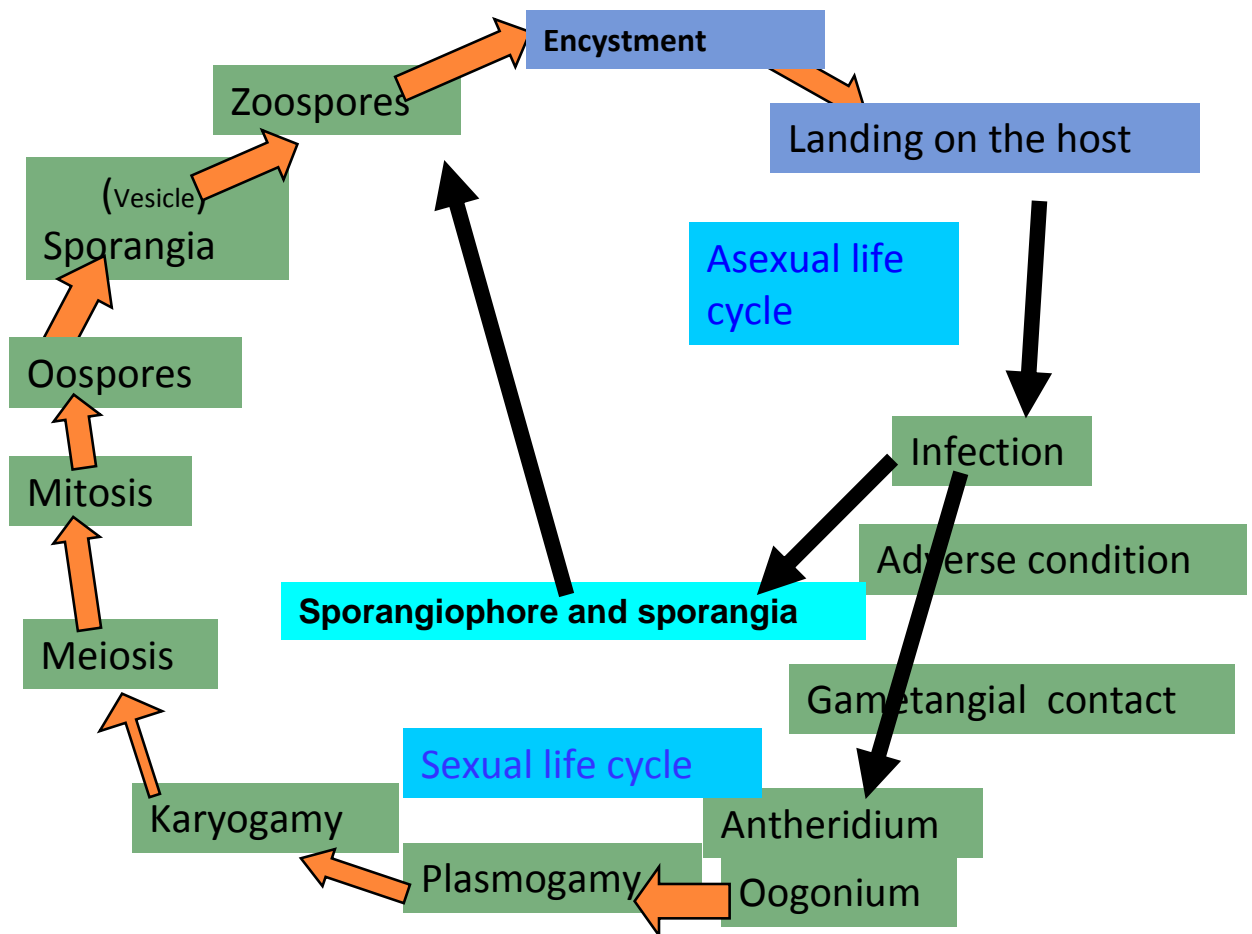 Encystment
Zoospores
Landing on the host
(Vesicle)
Sporangia
Asexual life
cycle
Oospores
Infection
Mitosis
Adverse condition
Sporangiophore and sporangia
Meiosis
Gametangial contact
Sexual life cycle
Karyogamy
Antheridium
Plasmogamy
Oogonium